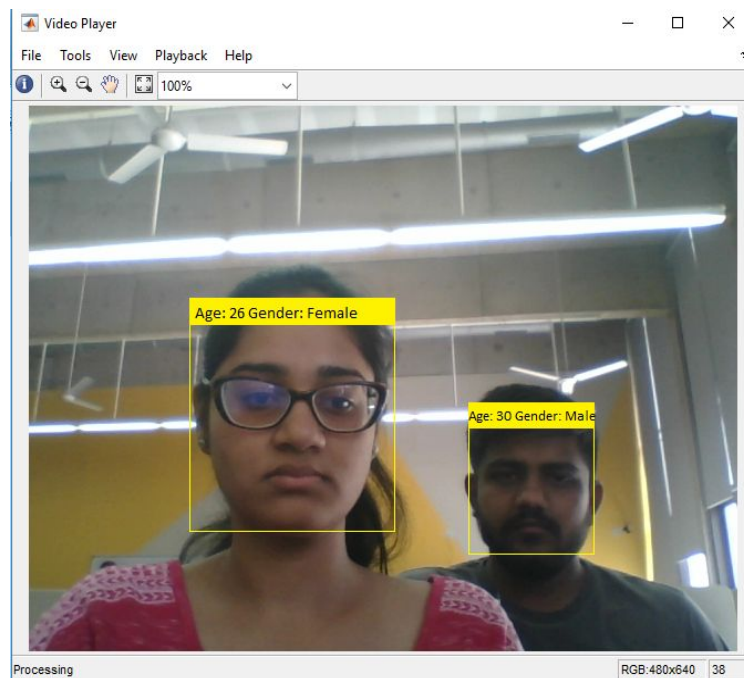 Video Player
File Tools View Playback Help
100%
Age: 26 Gender: Female
Age: 30 Gender: Male
Processing
RGB:480x640 38